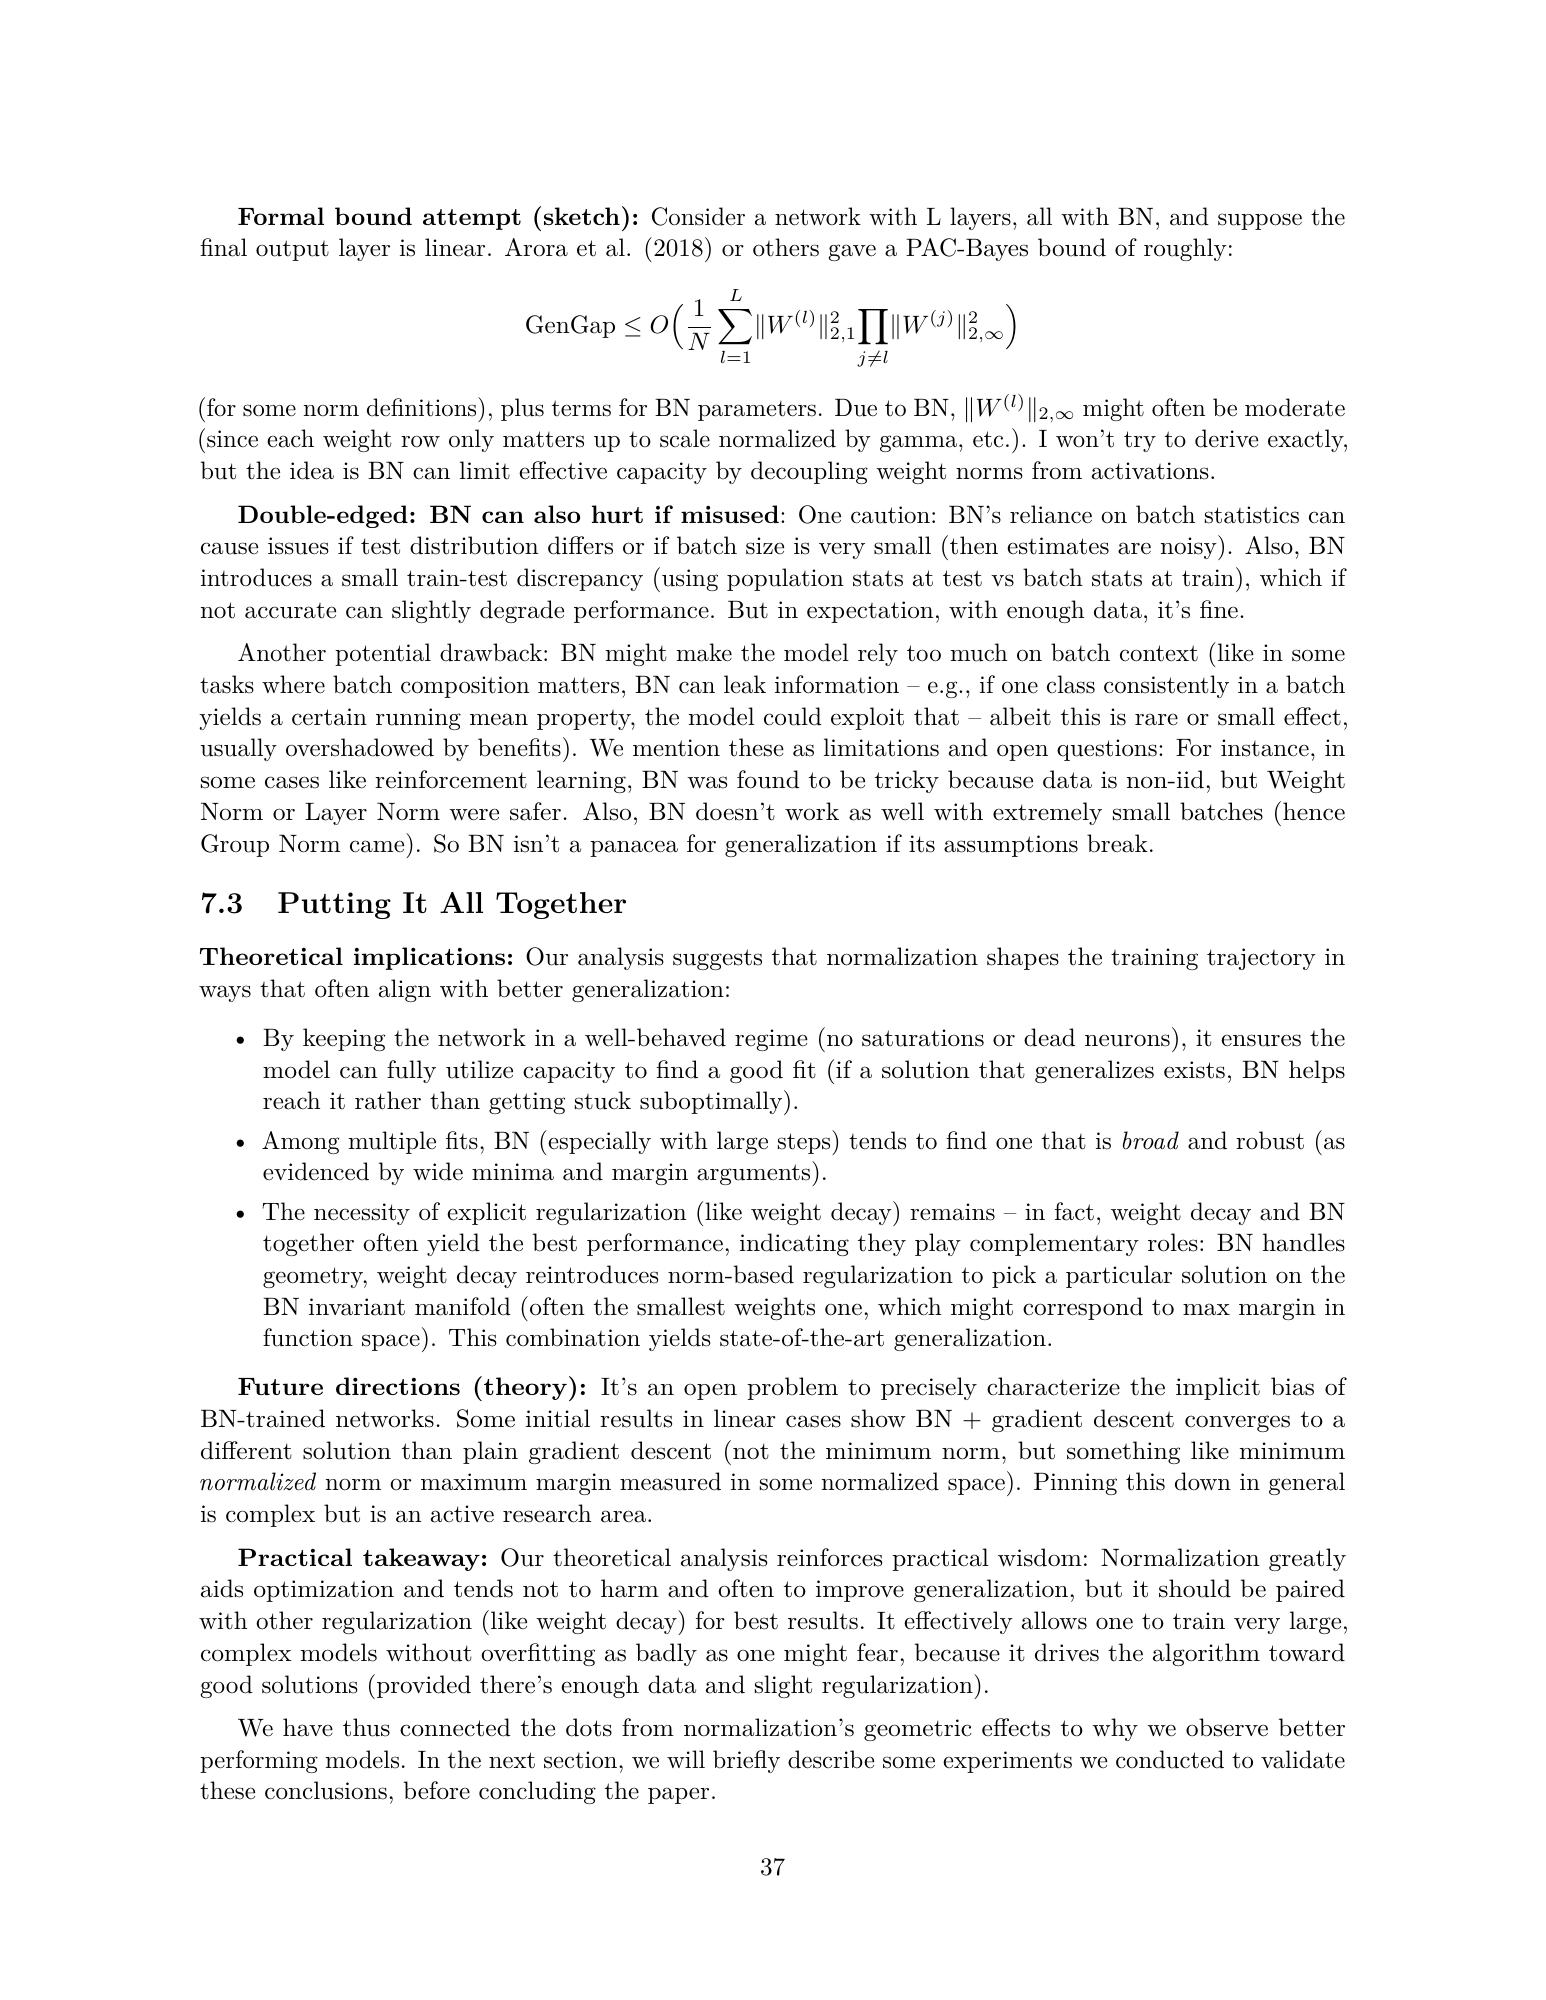 Formal bound attempt (sketch): Consider a network with L layers, all with BN, and suppose the
final output layer is linear. Arora et al. (2018) or others gave a PAC-Bayes bound of roughly:
GenGap ≤ O( 1/N ∑_{l=1}^{L} ‖W^{(l)}‖²_{2,1} ∏_{j≠l} ‖W^{(j)}‖²_{2,∞} )
(for some norm definitions), plus terms for BN parameters. Due to BN, ‖W^{(l)}‖_{2,∞} might often be moderate
(since each weight row only matters up to scale normalized by gamma, etc.). I won't try to derive exactly,
but the idea is BN can limit effective capacity by decoupling weight norms from activations.
Double-edged: BN can also hurt if misused: One caution: BN's reliance on batch statistics can
cause issues if test distribution differs or if batch size is very small (then estimates are noisy). Also, BN
introduces a small train-test discrepancy (using population stats at test vs batch stats at train), which if
not accurate can slightly degrade performance. But in expectation, with enough data, it's fine.
Another potential drawback: BN might make the model rely too much on batch context (like in some
tasks where batch composition matters, BN can leak information – e.g., if one class consistently in a batch
yields a certain running mean property, the model could exploit that – albeit this is rare or small effect,
usually overshadowed by benefits). We mention these as limitations and open questions: For instance, in
some cases like reinforcement learning, BN was found to be tricky because data is non-iid, but Weight
Norm or Layer Norm were safer. Also, BN doesn't work as well with extremely small batches (hence
Group Norm came). So BN isn't a panacea for generalization if its assumptions break.
7.3 Putting It All Together
Theoretical implications: Our analysis suggests that normalization shapes the training trajectory in
ways that often align with better generalization:
• By keeping the network in a well-behaved regime (no saturations or dead neurons), it ensures the
model can fully utilize capacity to find a good fit (if a solution that generalizes exists, BN helps
reach it rather than getting stuck suboptimally).
• Among multiple fits, BN (especially with large steps) tends to find one that is broad and robust (as
evidenced by wide minima and margin arguments).
• The necessity of explicit regularization (like weight decay) remains – in fact, weight decay and BN
together often yield the best performance, indicating they play complementary roles: BN handles
geometry, weight decay reintroduces norm-based regularization to pick a particular solution on the
BN invariant manifold (often the smallest weights one, which might correspond to max margin in
function space). This combination yields state-of-the-art generalization.
Future directions (theory): It's an open problem to precisely characterize the implicit bias of
BN-trained networks. Some initial results in linear cases show BN + gradient descent converges to a
different solution than plain gradient descent (not the minimum norm, but something like minimum
normalized norm or maximum margin measured in some normalized space). Pinning this down in general
is complex but is an active research area.
Practical takeaway: Our theoretical analysis reinforces practical wisdom: Normalization greatly
aids optimization and tends not to harm and often to improve generalization, but it should be paired
with other regularization (like weight decay) for best results. It effectively allows one to train very large,
complex models without overfitting as badly as one might fear, because it drives the algorithm toward
good solutions (provided there's enough data and slight regularization).
We have thus connected the dots from normalization's geometric effects to why we observe better
performing models. In the next section, we will briefly describe some experiments we conducted to validate
these conclusions, before concluding the paper.
37